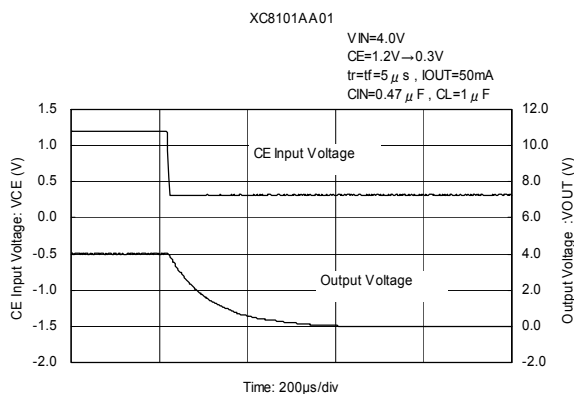 XC8101AA01
VIN=4.0V
CE=1.2V→0.3V
tr=tf=5μs , IOUT=50mA
CIN=0.47μF , CL=1μF
CE Input Voltage: VCE (V)
1.5
1.0
0.5
0.0
-0.5
-1.0
-1.5
-2.0
CE Input Voltage
Output Voltage
12.0
10.0
8.0
6.0
4.0
2.0
0.0
-2.0
Output Voltage :VOUT (V)
Time: 200μs/div